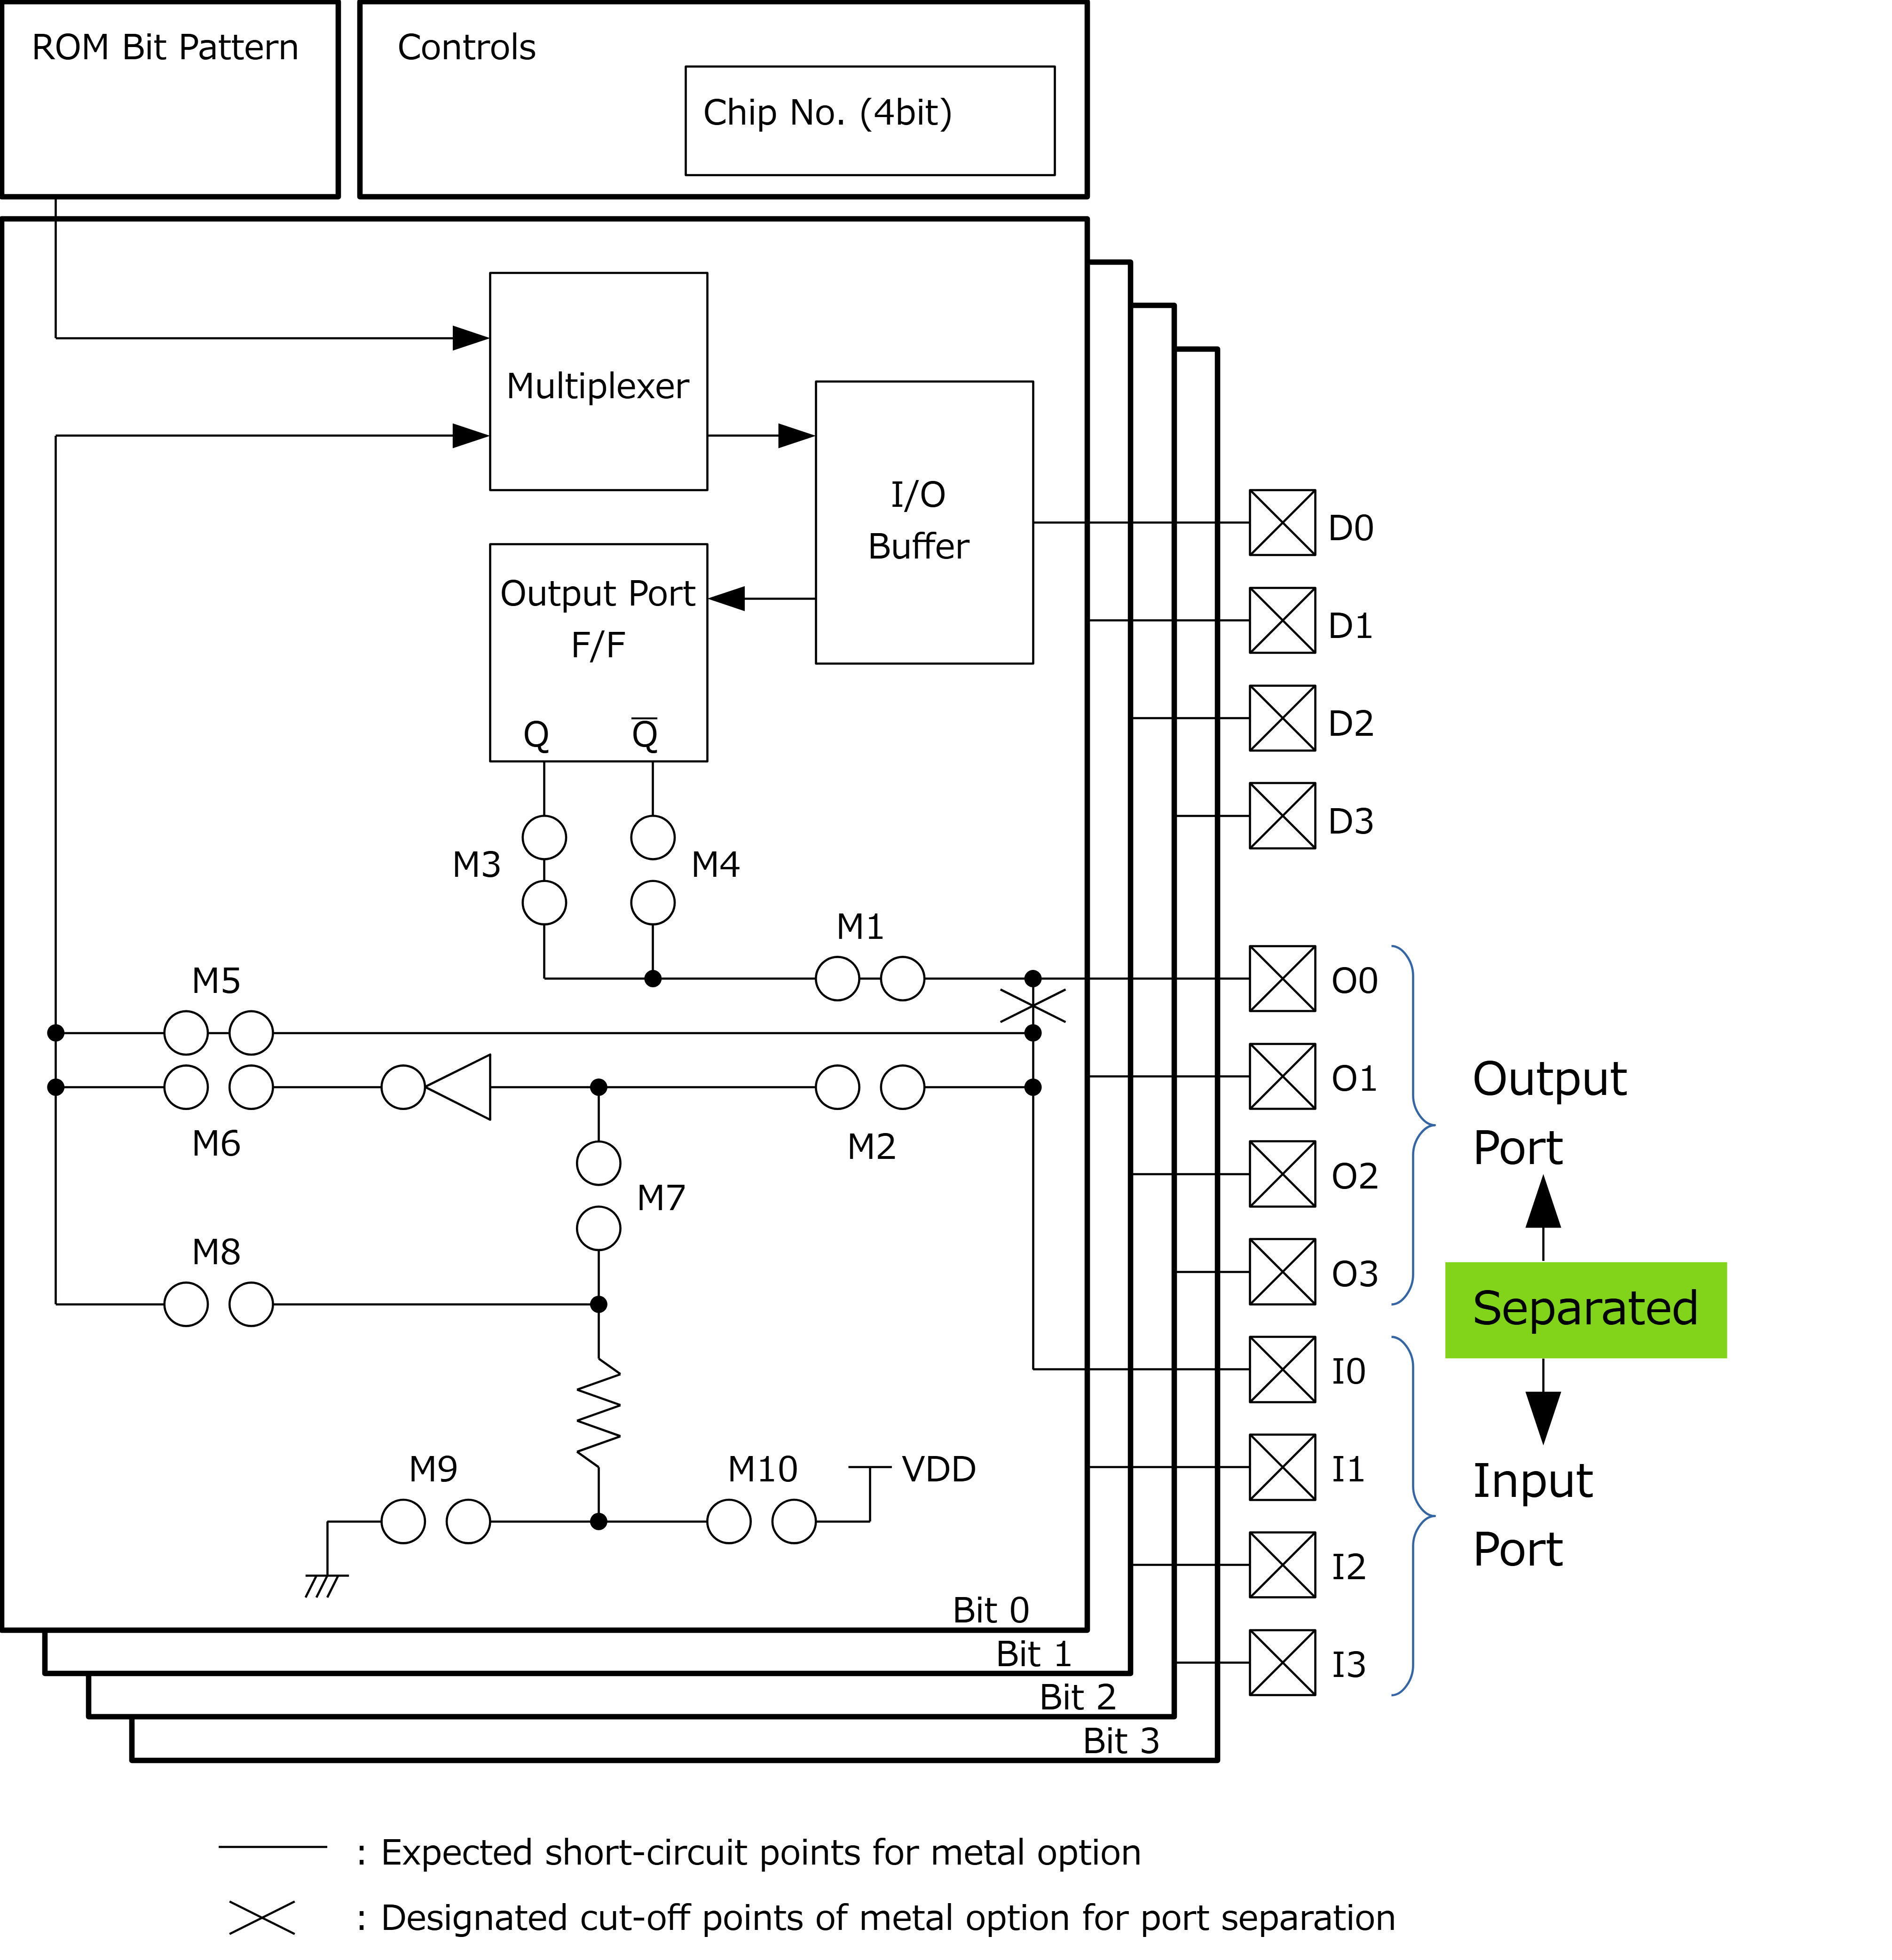 ROM Bit Pattern
Controls
Chip No. (4bit)
Multiplexer
I/O
Buffer
Output Port
F/F
Q
Q̅
D0
D1
D2
D3
M3
M4
M1
M5
M6
M2
M7
M8
M9
M10
VDD
O0
O1
O2
O3
I0
I1
I2
I3
Output
Port
Separated
Input
Port
Bit 0
Bit 1
Bit 2
Bit 3
: Expected short-circuit points for metal option
: Designated cut-off points of metal option for port separation